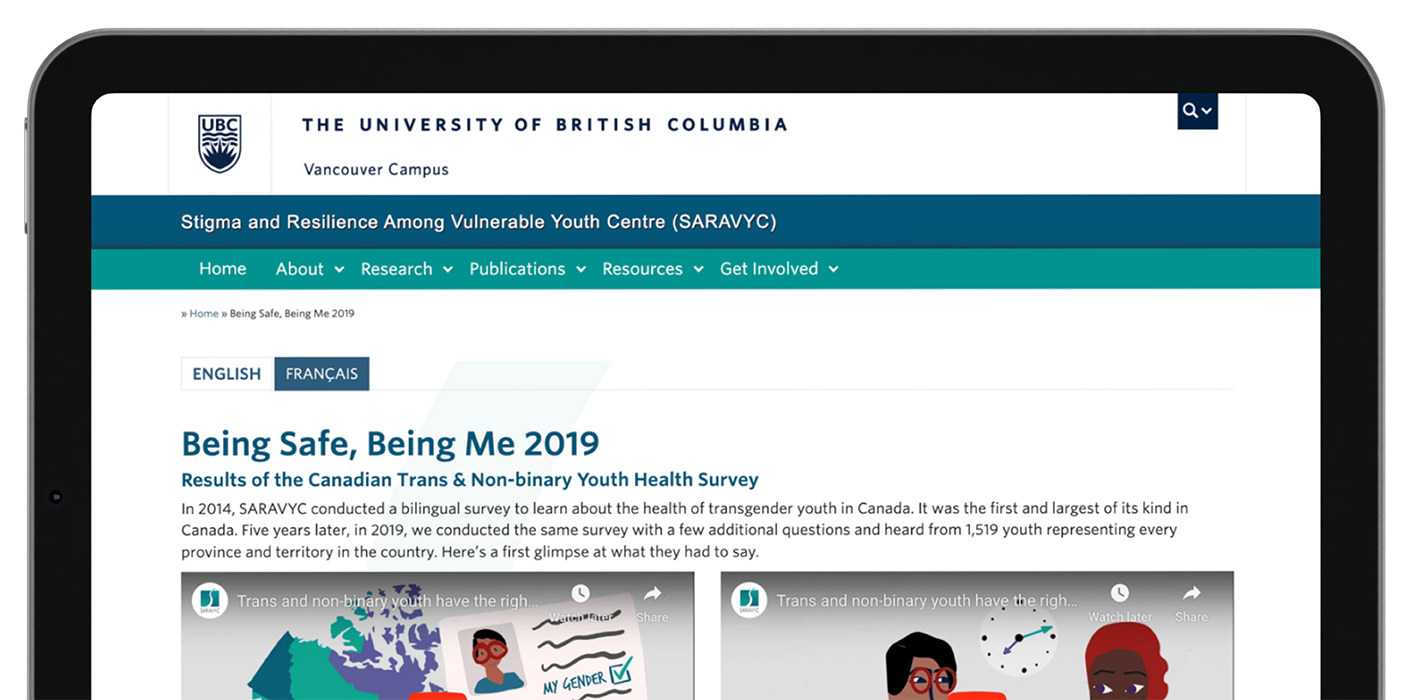 UBC
THE UNIVERSITY OF BRITISH COLUMBIA
Vancouver Campus
Stigma and Resilience Among Vulnerable Youth Centre (SARAVYC)
Home About Research Publications Resources Get Involved
» Home » Being Safe, Being Me 2019
ENGLISH FRANÇAIS
Being Safe, Being Me 2019
Results of the Canadian Trans & Non-binary Youth Health Survey
In 2014, SARAVYC conducted a bilingual survey to learn about the health of transgender youth in Canada. It was the first and largest of its kind in
Canada. Five years later, in 2019, we conducted the same survey with a few additional questions and heard from 1,519 youth representing every
province and territory in the country. Here's a first glimpse at what they had to say.
SARAVYC Trans and non-binary youth have the righ... Watch later Share
MY GENDER
SARAVYC Trans and non-binary youth have the righ... Watch later Share